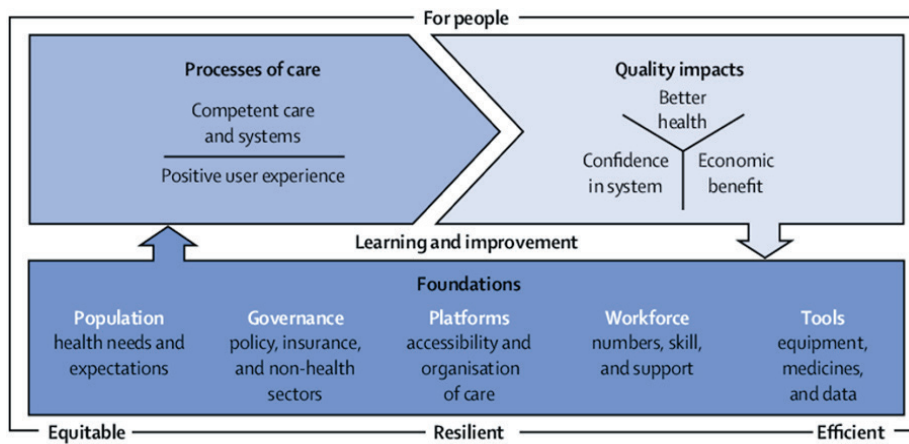 For people
Processes of care
Competent care
and systems
Positive user experience
Quality impacts
Better
health
Confidence
in system
Economic
benefit
Learning and improvement
Foundations
Population
health needs and
expectations
Governance
policy, insurance,
and non-health
sectors
Platforms
accessibility and
organisation
of care
Workforce
numbers, skill,
and support
Tools
equipment,
medicines,
and data
Equitable
Resilient
Efficient